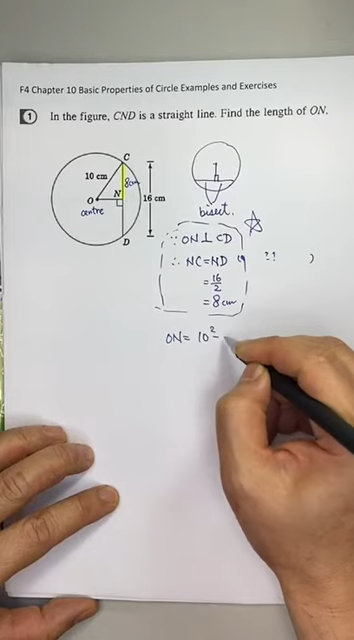 F4 Chapter 10 Basic Properties of Circle Examples and Exercises
1 In the figure, CND is a straight line. Find the length of ON.
C
10 cm
8cm
O
N
16 cm
centre
D
h
bisect.
∵ ON ⊥ CD
∴ NC = ND ( ?? )
= 16/2
= 8 cm
ON = 10² -